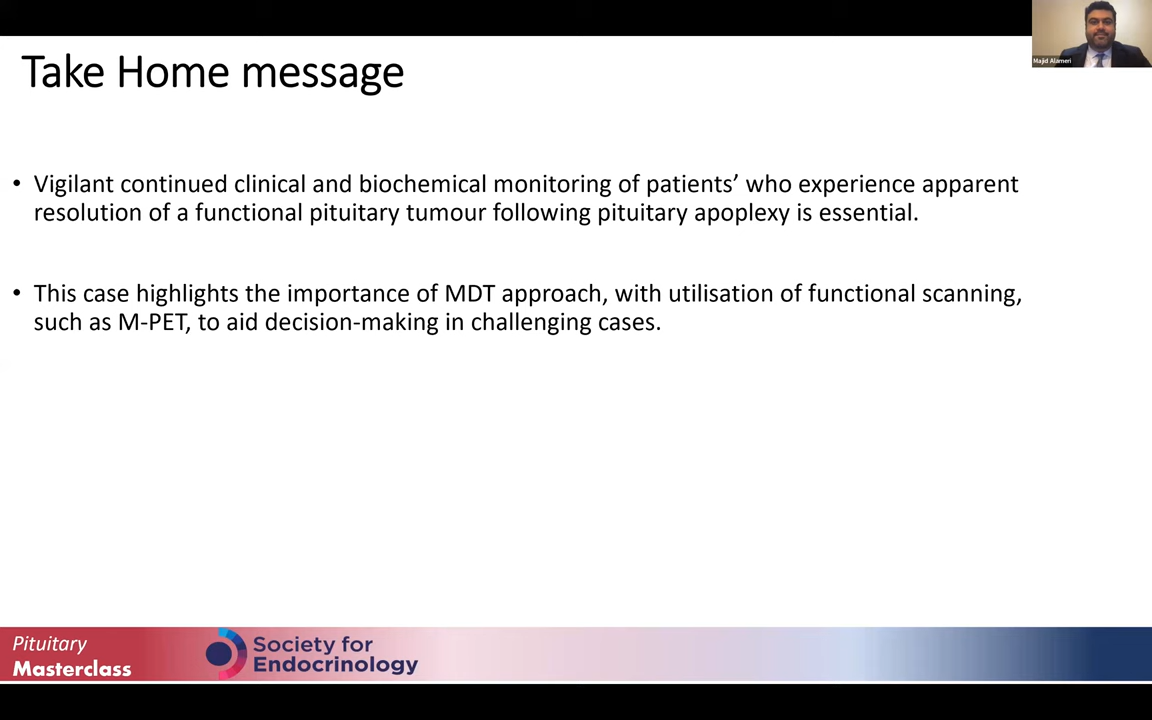 Majid Alameri
Take Home message
• Vigilant continued clinical and biochemical monitoring of patients’ who experience apparent
resolution of a functional pituitary tumour following pituitary apoplexy is essential.
• This case highlights the importance of MDT approach, with utilisation of functional scanning,
such as M-PET, to aid decision-making in challenging cases.
Pituitary
Masterclass
Society for
Endocrinology